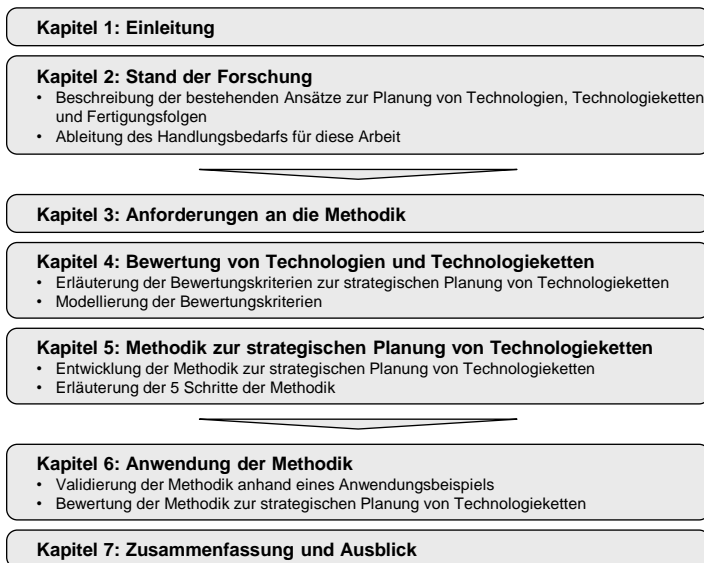 Kapitel 1: Einleitung
Kapitel 2: Stand der Forschung
• Beschreibung der bestehenden Ansätze zur Planung von Technologien, Technologieketten
und Fertigungsfolgen
• Ableitung des Handlungsbedarfs für diese Arbeit
Kapitel 3: Anforderungen an die Methodik
Kapitel 4: Bewertung von Technologien und Technologieketten
• Erläuterung der Bewertungskriterien zur strategischen Planung von Technologieketten
• Modellierung der Bewertungskriterien
Kapitel 5: Methodik zur strategischen Planung von Technologieketten
• Entwicklung der Methodik zur strategischen Planung von Technologieketten
• Erläuterung der 5 Schritte der Methodik
Kapitel 6: Anwendung der Methodik
• Validierung der Methodik anhand eines Anwendungsbeispiels
• Bewertung der Methodik zur strategischen Planung von Technologieketten
Kapitel 7: Zusammenfassung und Ausblick